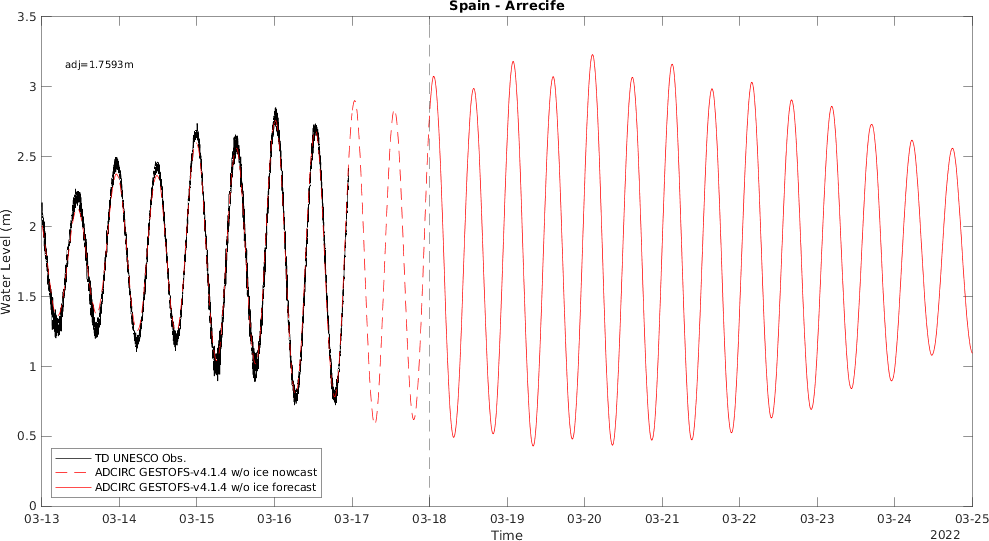 Spain - Arrecife
3.5
adj=1.7593m
3
2.5
2
Water Level (m)
1.5
1
0.5
TD UNESCO Obs.
ADCIRC GESTOFS-v4.1.4 w/o ice nowcast
ADCIRC GESTOFS-v4.1.4 w/o ice forecast
0
03-13 03-14 03-15 03-16 03-17 03-18 03-19 03-20 03-21 03-22 03-23 03-24 03-25
Time
2022